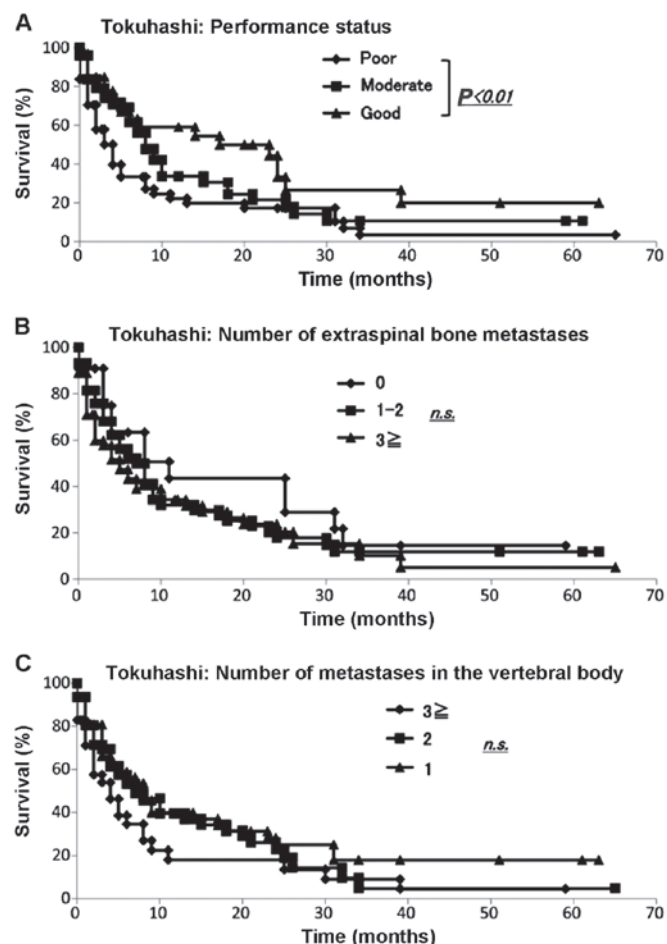 A
Tokuhashi: Performance status
Survival (%)
100
80
60
40
20
0
Poor
Moderate
Good
P<0.01
0 10 20 30 40 50 60 70
Time (months)
B
Tokuhashi: Number of extraspinal bone metastases
Survival (%)
100
80
60
40
20
0
0
1-2
3≧
n.s.
0 10 20 30 40 50 60 70
Time (months)
C
Tokuhashi: Number of metastases in the vertebral body
Survival (%)
100
80
60
40
20
0
3≧
2
1
n.s.
0 10 20 30 40 50 60 70
Time (months)